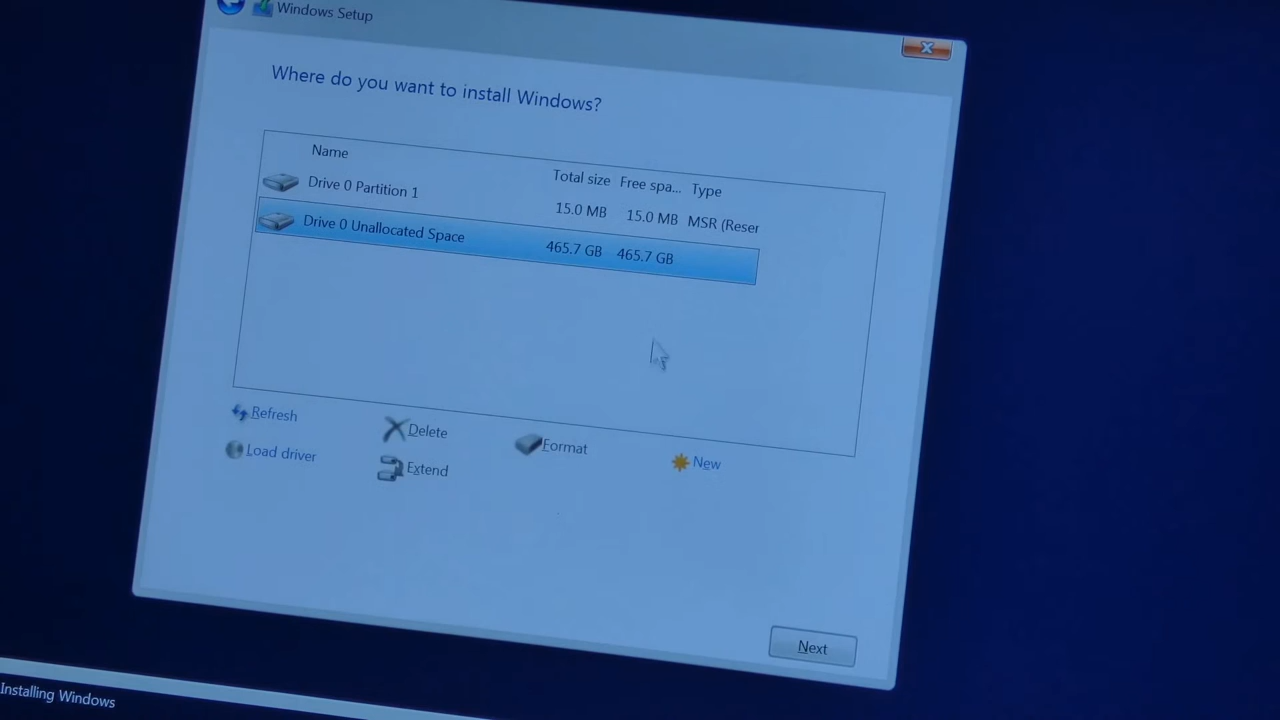 Windows Setup
Where do you want to install Windows?
Name Total size Free spa... Type
Drive 0 Partition 1 15.0 MB 15.0 MB MSR (Reser
Drive 0 Unallocated Space 465.7 GB 465.7 GB
Refresh Delete Format New
Load driver Extend
Next
Installing Windows